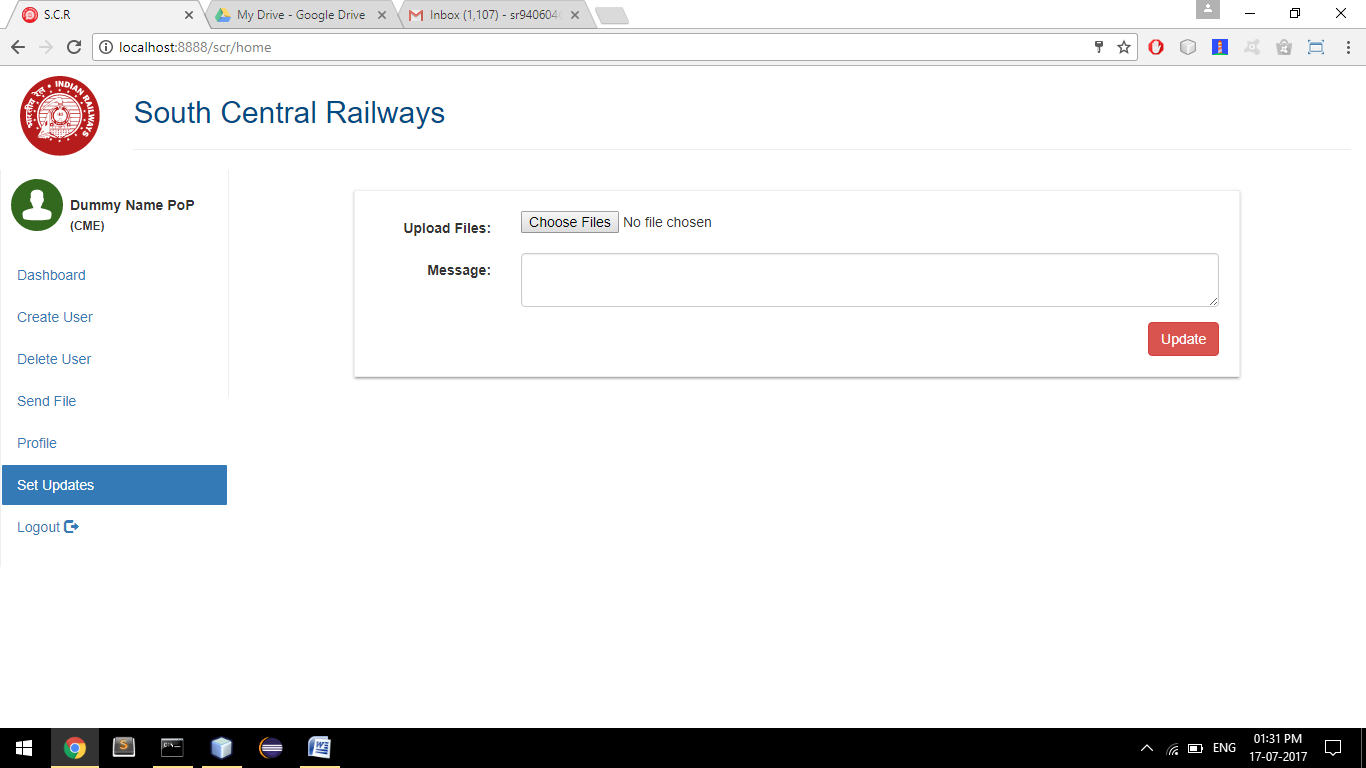 S.C.R
My Drive - Google Drive
Inbox (1,107) - sr94060
localhost:8888/scr/home
INDIAN RAILWAYS
भारतीय रेल
South Central Railways
Dummy Name PoP
(CME)
Dashboard
Create User
Delete User
Send File
Profile
Set Updates
Logout
Upload Files:
Choose Files No file chosen
Message:
Update
ENG
01:31 PM
17-07-2017